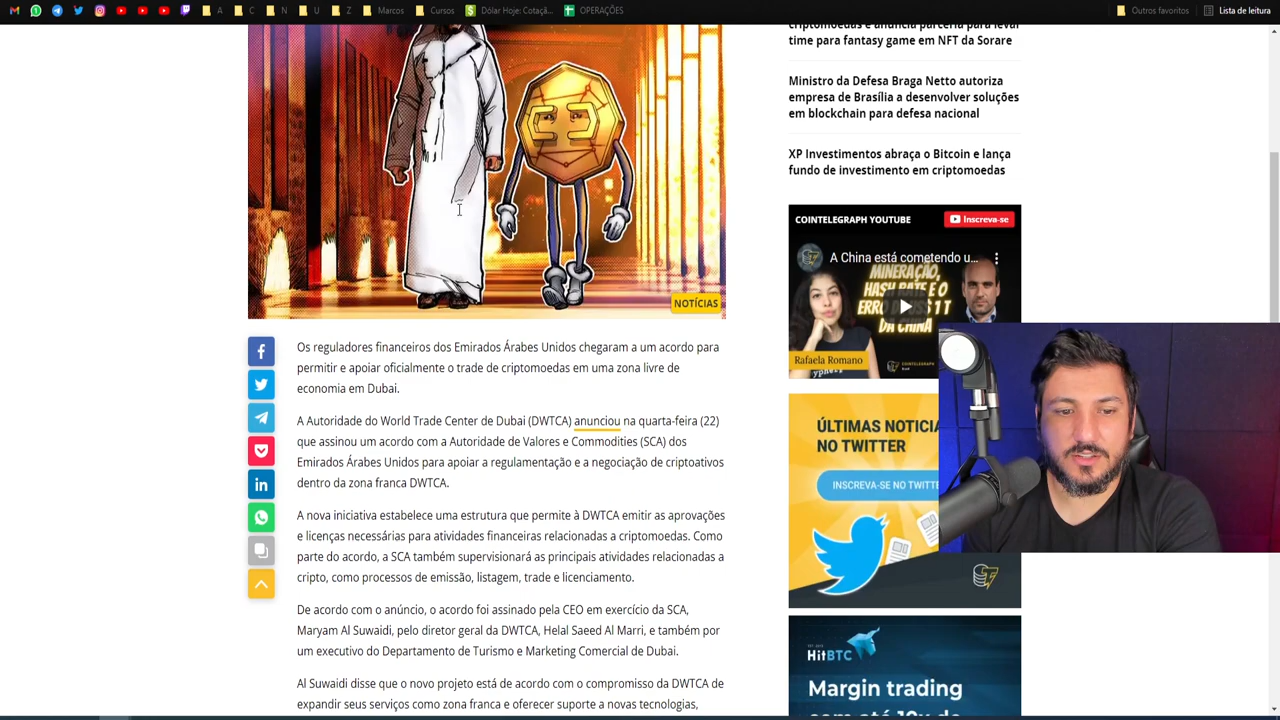 A
C
N
U
Z
Marcos
Cursos
Dólar Hoje: Cotaçã...
OPERAÇÕES
Outros favoritos
Lista de leitura
NOTÍCIAS
Os reguladores financeiros dos Emirados Árabes Unidos chegaram a um acordo para
permitir e apoiar oficialmente o trade de criptomoedas em uma zona livre de
economia em Dubai.
A Autoridade do World Trade Center de Dubai (DWTCA) anunciou na quarta-feira (22)
que assinou um acordo com a Autoridade de Valores e Commodities (SCA) dos
Emirados Árabes Unidos para apoiar a regulamentação e a negociação de criptoativos
dentro da zona franca DWTCA.
A nova iniciativa estabelece uma estrutura que permite à DWTCA emitir as aprovações
e licenças necessárias para atividades financeiras relacionadas a criptomoedas. Como
parte do acordo, a SCA também supervisionará as principais atividades relacionadas a
cripto, como processos de emissão, listagem, trade e licenciamento.
De acordo com o anúncio, o acordo foi assinado pela CEO em exercício da SCA,
Maryam Al Suwaidi, pelo diretor geral da DWTCA, Helal Saeed Al Marri, e também por
um executivo do Departamento de Turismo e Marketing Comercial de Dubai.
Al Suwaidi disse que o novo projeto está de acordo com o compromisso da DWTCA de
expandir seus serviços como zona franca e oferecer suporte a novas tecnologias,
criptomoedas e anuncia parceria para levar
time para fantasy game em NFT da Sorare
Ministro da Defesa Braga Netto autoriza
empresa de Brasília a desenvolver soluções
em blockchain para defesa nacional
XP Investimentos abraça o Bitcoin e lança
fundo de investimento em criptomoedas
COINTELEGRAPH YOUTUBE
Inscreva-se
A China está cometendo u...
MINERAÇÃO,
HASH RATE E O
DA CHINA
Rafaela Romano
ÚLTIMAS NOTICIA
NO TWITTER
INSCREVA-SE NO TWITTE
HitBTC
Margin trading